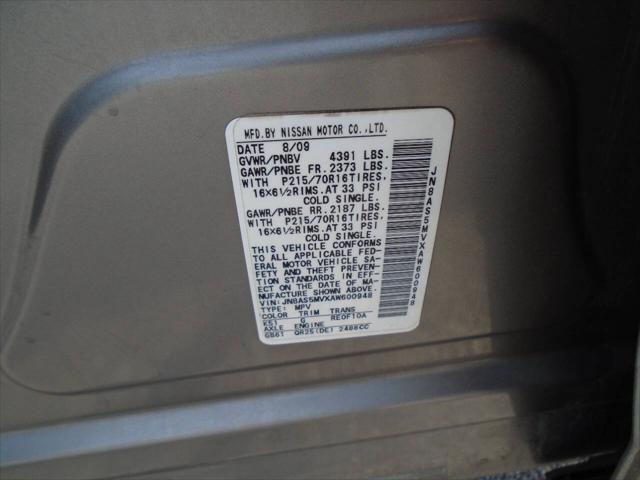 MFD.BY NISSAN MOTOR CO.,LTD.
DATE 8/09
GVWR/PNBV 4391 LBS.
GAWR/PNBE FR. 2373 LBS.
WITH P215/70R16TIRES,
16X6½RIMS.AT 33 PSI
COLD SINGLE.
GAWR/PNBE RR. 2187 LBS.
WITH P215/70R16TIRES,
16X6½RIMS.AT 33 PSI
COLD SINGLE.
THIS VEHICLE CONFORMS
TO ALL APPLICABLE FED-
ERAL MOTOR VEHICLE SA-
FETY AND THEFT PREVEN-
TION STANDARDS IN EFF-
ECT ON THE DATE OF MA-
NUFACTURE SHOWN ABOVE.
VIN: JN8AS5MVXAW600948
TYPE: MPV
COLOR TRIM TRANS
K51 G RE0F10A
AXLE ENGINE
GB61 QR25(DE) 2488CC
JN8AS5MVXAW600948